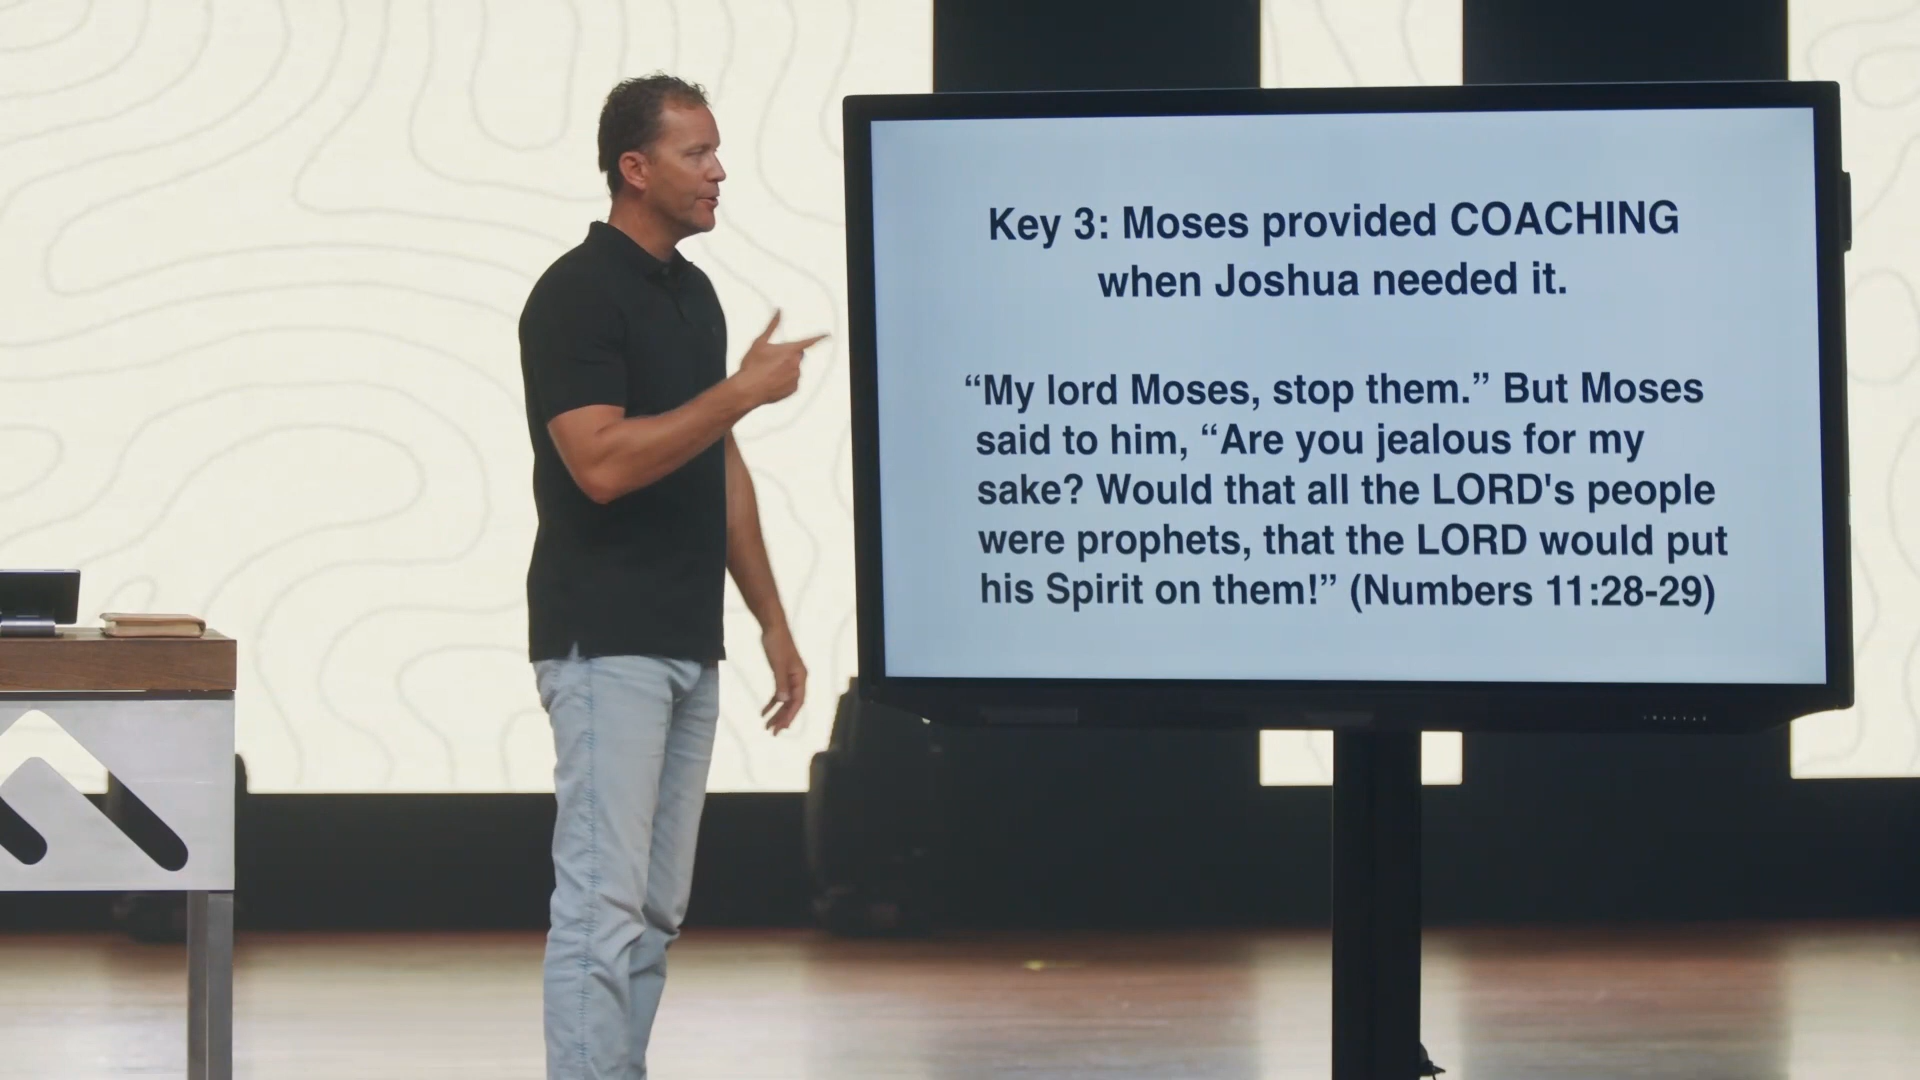 Key 3: Moses provided COACHING
when Joshua needed it.
“My lord Moses, stop them.” But Moses
said to him, “Are you jealous for my
sake? Would that all the LORD's people
were prophets, that the LORD would put
his Spirit on them!” (Numbers 11:28-29)